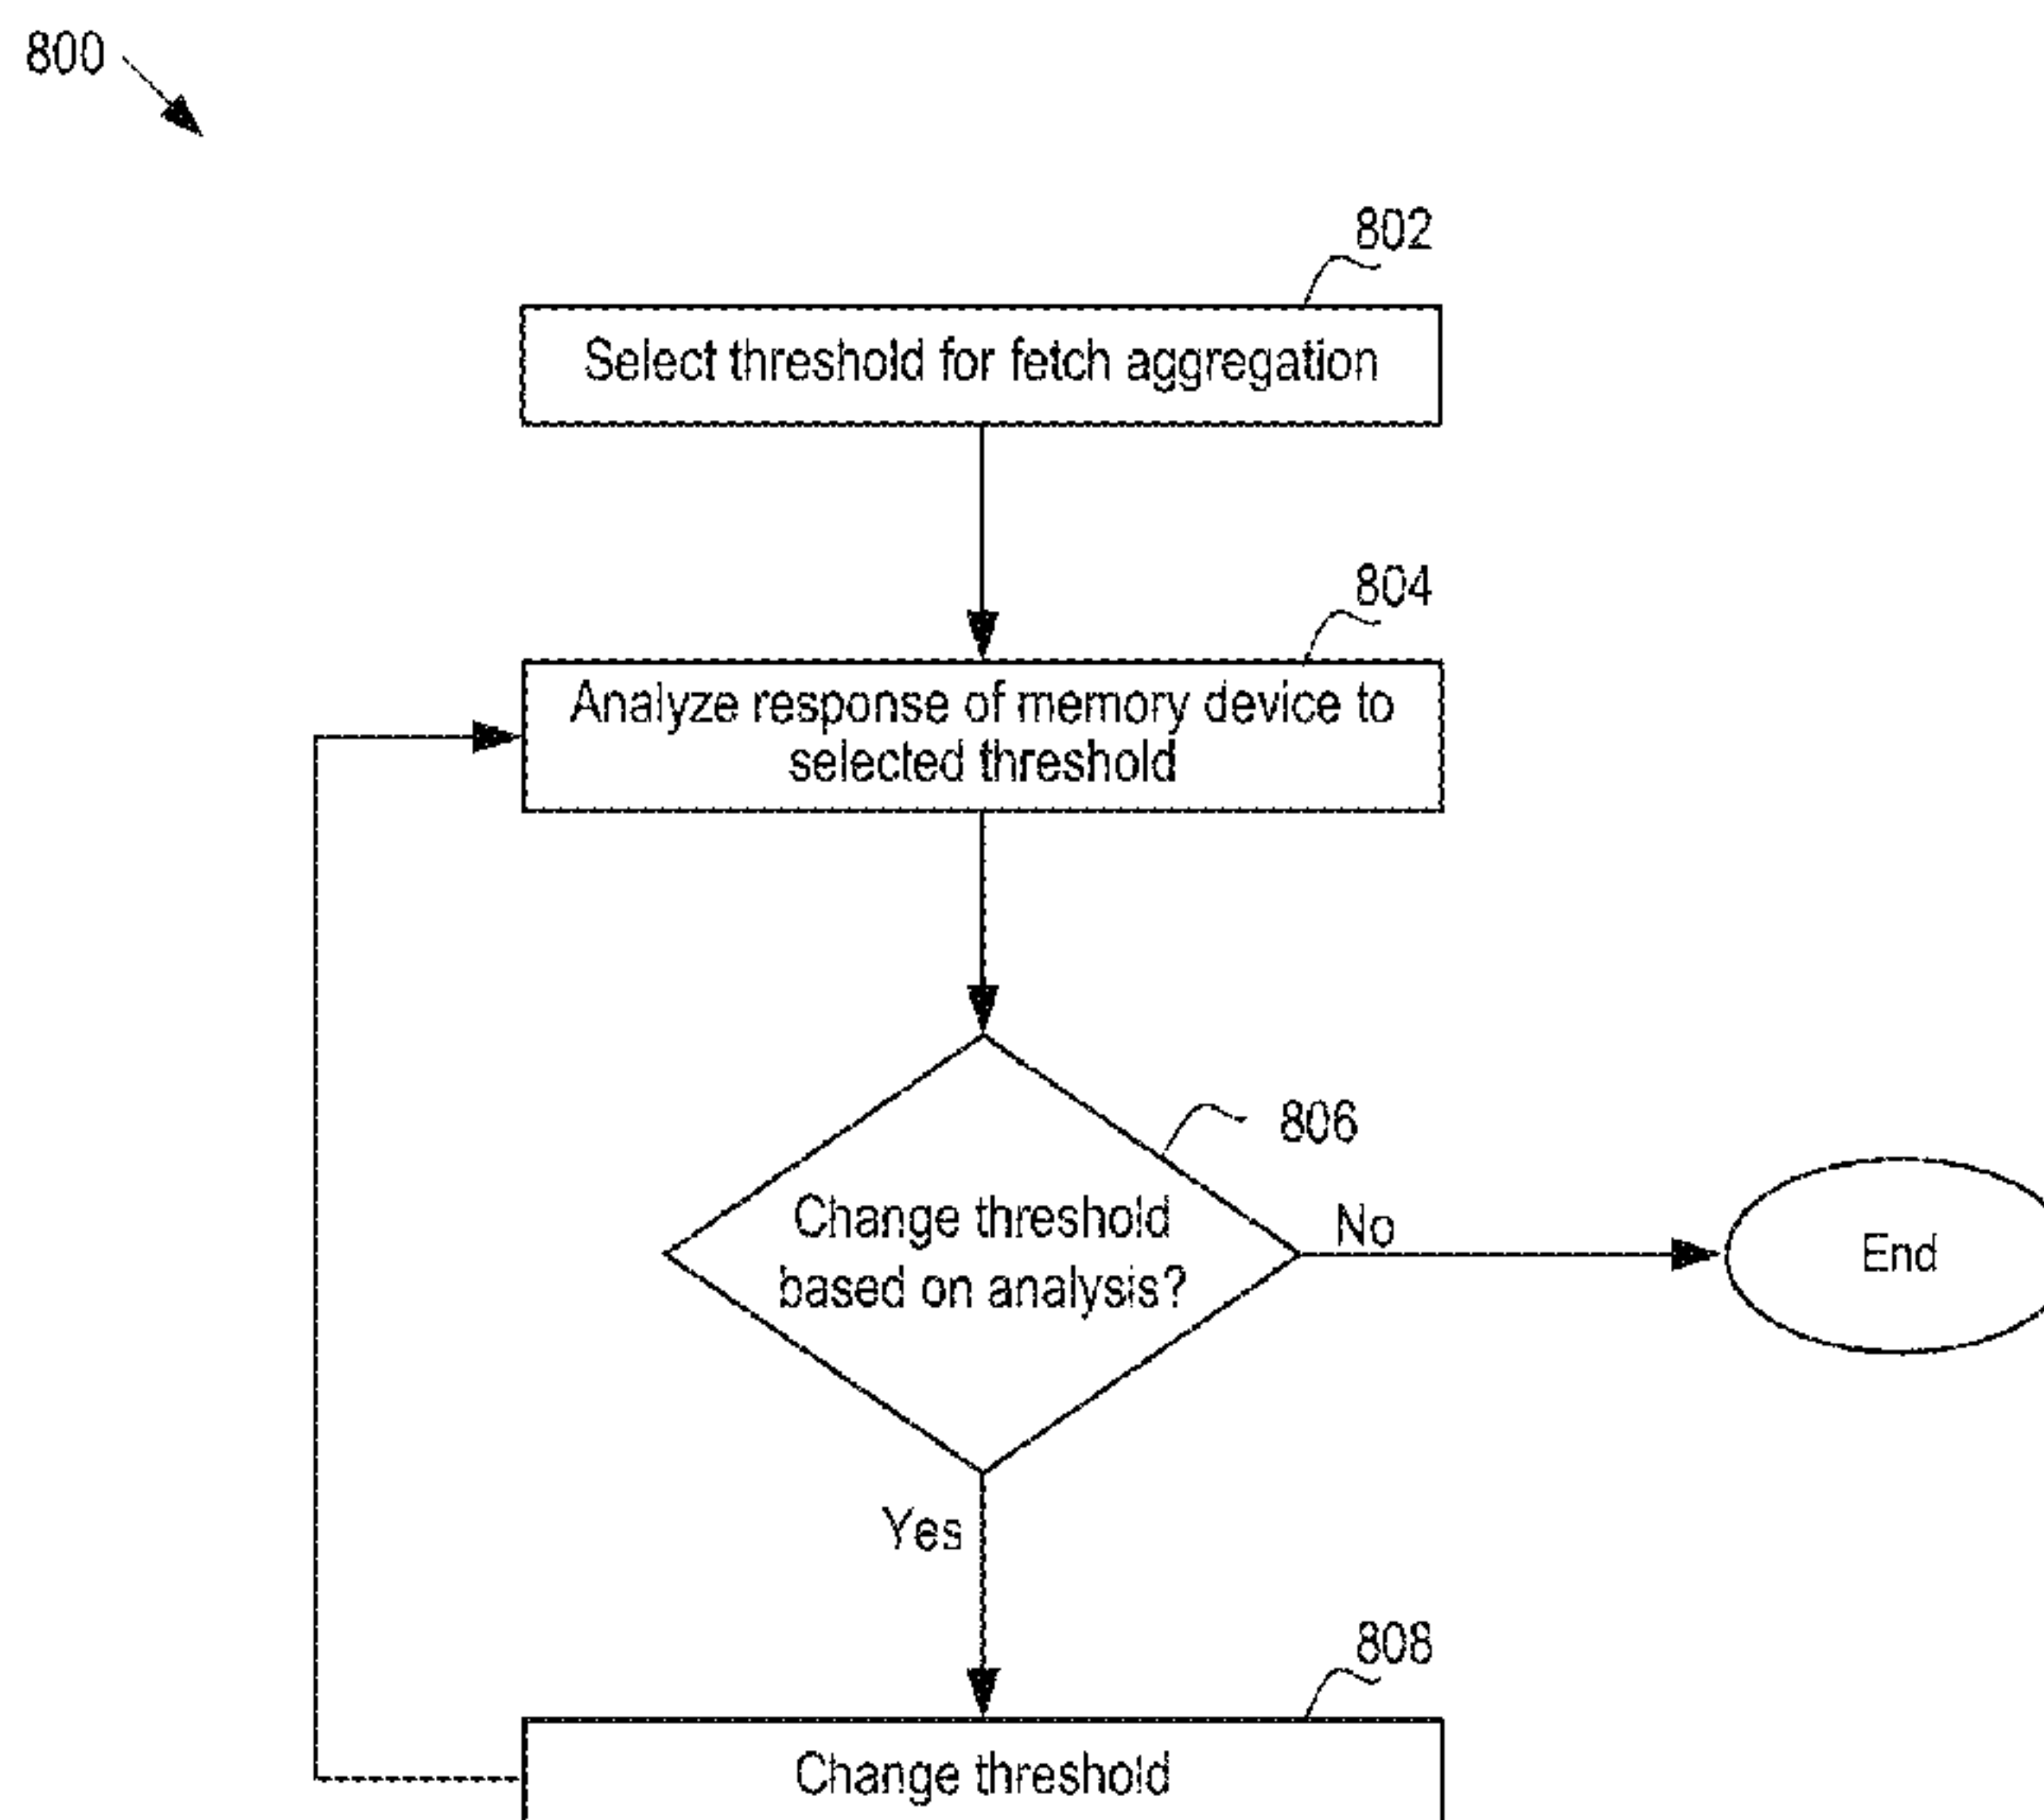 800
802
Select threshold for fetch aggregation
804
Analyze response of memory device to
selected threshold
806
Change threshold
based on analysis?
No
End
Yes
808
Change threshold